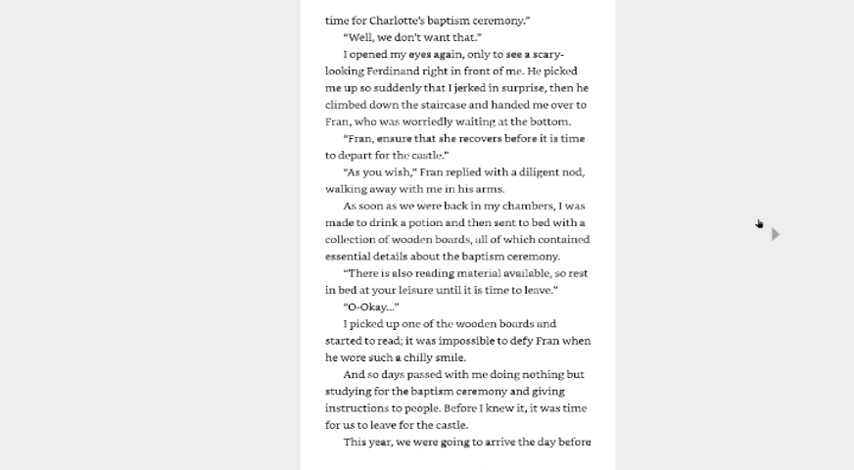 time for Charlotte's baptism ceremony."
"Well, we don't want that."
I opened my eyes again, only to see a scary-
looking Ferdinand right in front of me. He picked
me up so suddenly that I jerked in surprise, then he
climbed down the staircase and handed me over to
Fran, who was worriedly waiting at the bottom.
"Fran, ensure that she recovers before it is time
to depart for the castle."
"As you wish," Fran replied with a diligent nod,
walking away with me in his arms.
As soon as we were back in my chambers, I was
made to drink a potion and then sent to bed with a
collection of wooden boards, all of which contained
essential details about the baptism ceremony.
"There is also reading material available, so rest
in bed at your leisure until it is time to leave."
"O-Okay..."
I picked up one of the wooden boards and
started to read; it was impossible to defy Fran when
he wore such a chilly smile.
And so days passed with me doing nothing but
studying for the baptism ceremony and giving
instructions to people. Before I knew it, it was time
for us to leave for the castle.
This year, we were going to arrive the day before